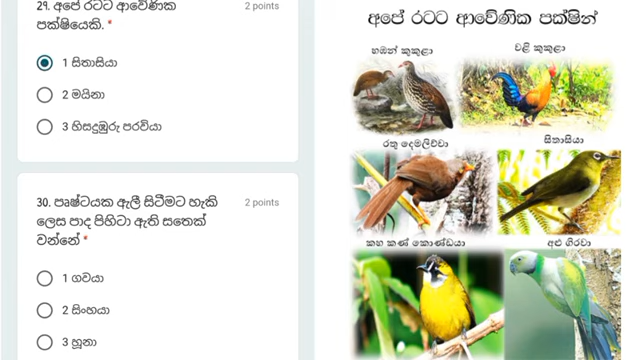 29. අපේ රටට ආවේණික
පක්ෂියෙකි. *
2 points
1 සිතාසියා
2 මයිනා
3 හිසදුඹුරු පරවියා
30. පෘෂ්ටයක ඇලී සිටීමට හැකි
ලෙස පාද පිහිටා ඇති සතෙක්
වන්නේ *
2 points
1 ගවයා
2 සිංහයා
3 හූනා
අපේ රටට ආවේණික පක්ෂින්
හබන් කුකුළා
වළි කුකුළා
රතු දෙමලිච්චා
සිතාසියා
කහ කණ් කොණ්ඩයා
අළු ගිරවා